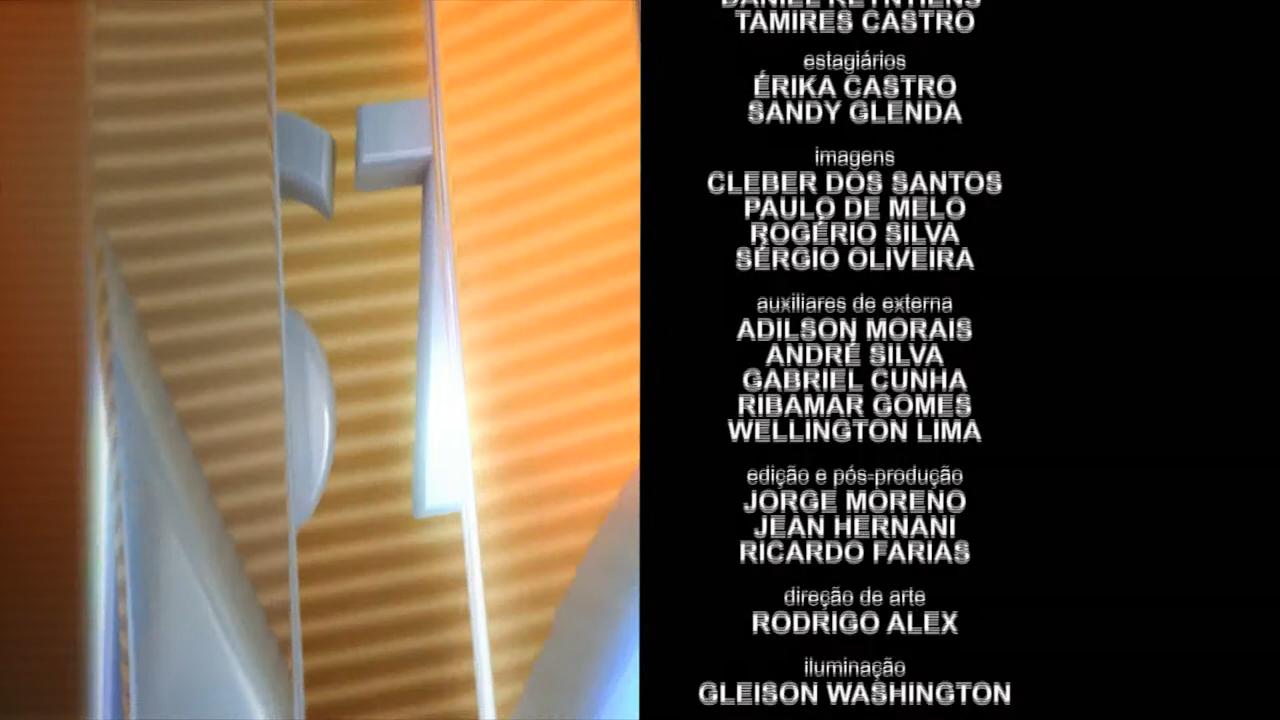 TAMIRES CASTRO
estagiários
ÉRIKA CASTRO
SANDY GLENDA
imagens
CLEBER DOS SANTOS
PAULO DE MELO
ROGÉRIO SILVA
SÉRGIO OLIVEIRA
auxiliares de externa
ADILSON MORAIS
ANDRÉ SILVA
GABRIEL CUNHA
RIBAMAR GOMES
WELLINGTON LIMA
edição e pós-produção
JORGE MORENO
JEAN HERNANI
RICARDO FARIAS
direção de arte
RODRIGO ALEX
iluminação
GLEISON WASHINGTON